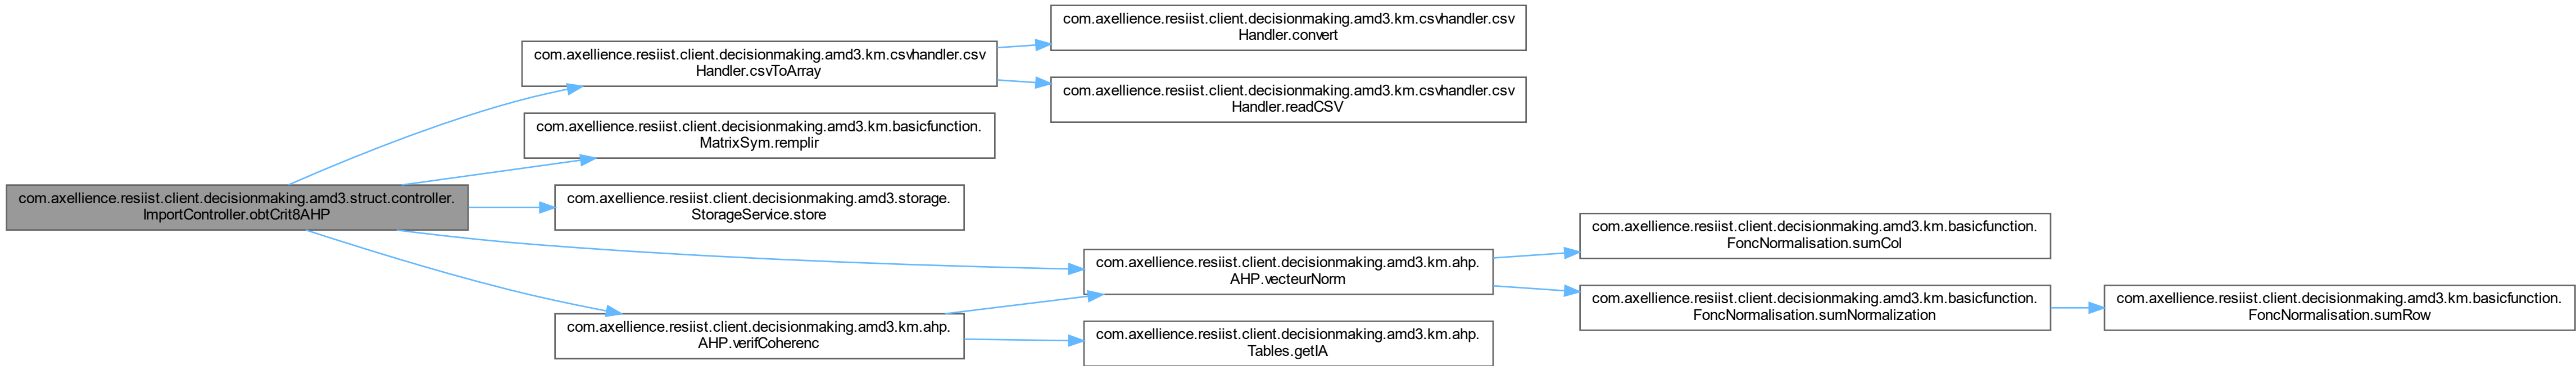 com.axellience.resiist.client.decisionmaking.amd3.km.csvhandler.csv
Handler.convert
com.axellience.resiist.client.decisionmaking.amd3.km.csvhandler.csv
Handler.csvToArray
com.axellience.resiist.client.decisionmaking.amd3.km.csvhandler.csv
Handler.readCSV
com.axellience.resiist.client.decisionmaking.amd3.km.basicfunction.
MatrixSym.remplir
com.axellience.resiist.client.decisionmaking.amd3.struct.controller.
ImportController.obtCrit8AHP
com.axellience.resiist.client.decisionmaking.amd3.storage.
StorageService.store
com.axellience.resiist.client.decisionmaking.amd3.km.basicfunction.
FoncNormalisation.sumCol
com.axellience.resiist.client.decisionmaking.amd3.km.ahp.
AHP.vecteurNorm
com.axellience.resiist.client.decisionmaking.amd3.km.basicfunction.
FoncNormalisation.sumNormalization
com.axellience.resiist.client.decisionmaking.amd3.km.basicfunction.
FoncNormalisation.sumRow
com.axellience.resiist.client.decisionmaking.amd3.km.ahp.
AHP.verifCoherenc
com.axellience.resiist.client.decisionmaking.amd3.km.ahp.
Tables.getIA